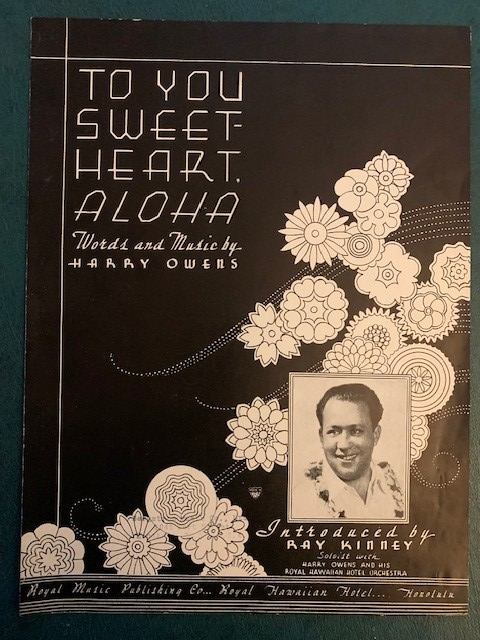 TO YOU
SWEET-
HEART,
ALOHA
Words and Music by
HARRY OWENS
Introduced by
RAY KINNEY
Soloist with
HARRY OWENS AND HIS
ROYAL HAWAIIAN HOTEL ORCHESTRA
Royal Music Publishing Co... Royal Hawaiian Hotel... Honolulu